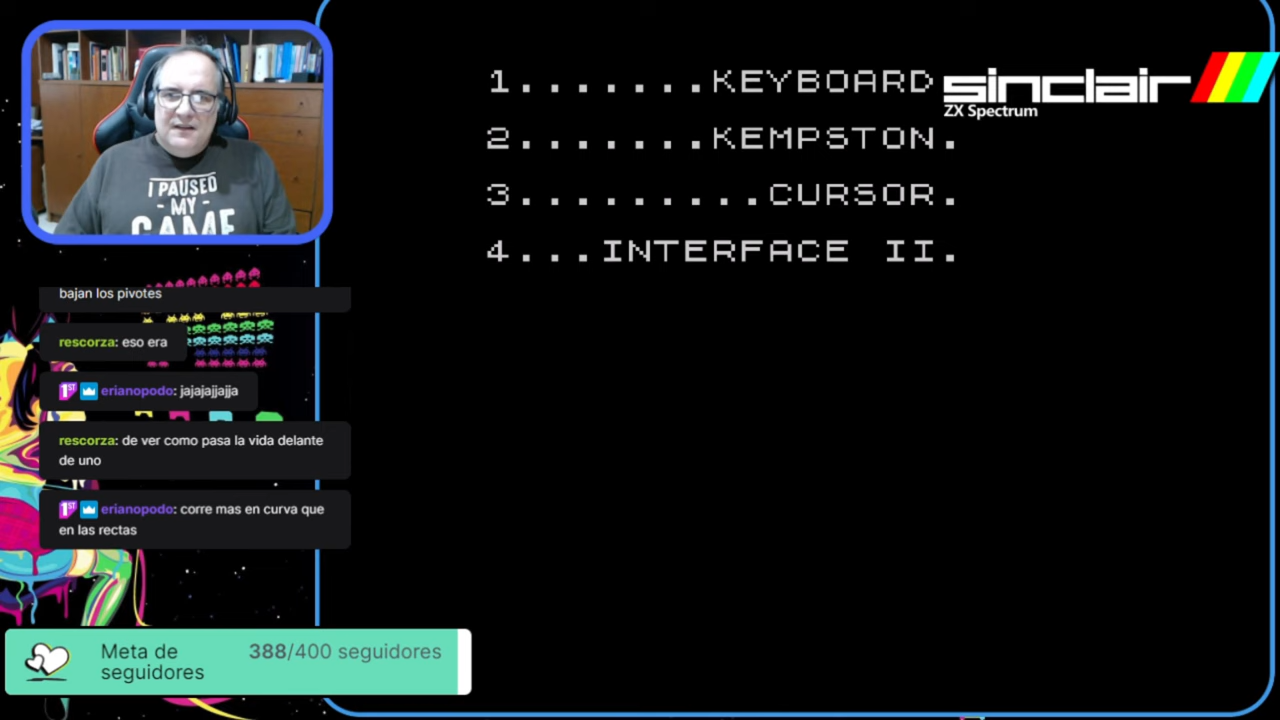 I PAUSED
- MY -
GAME
1.......KEYBOARD
2.......KEMPSTON.
3.........CURSOR.
4...INTERFACE II.
sinclair
ZX Spectrum
bajan los pivotes
rescorza: eso era
1ST erianopodo: jajajajjajja
rescorza: de ver como pasa la vida delante
de uno
1ST erianopodo: corre mas en curva que
en las rectas
Meta de
seguidores
388/400 seguidores